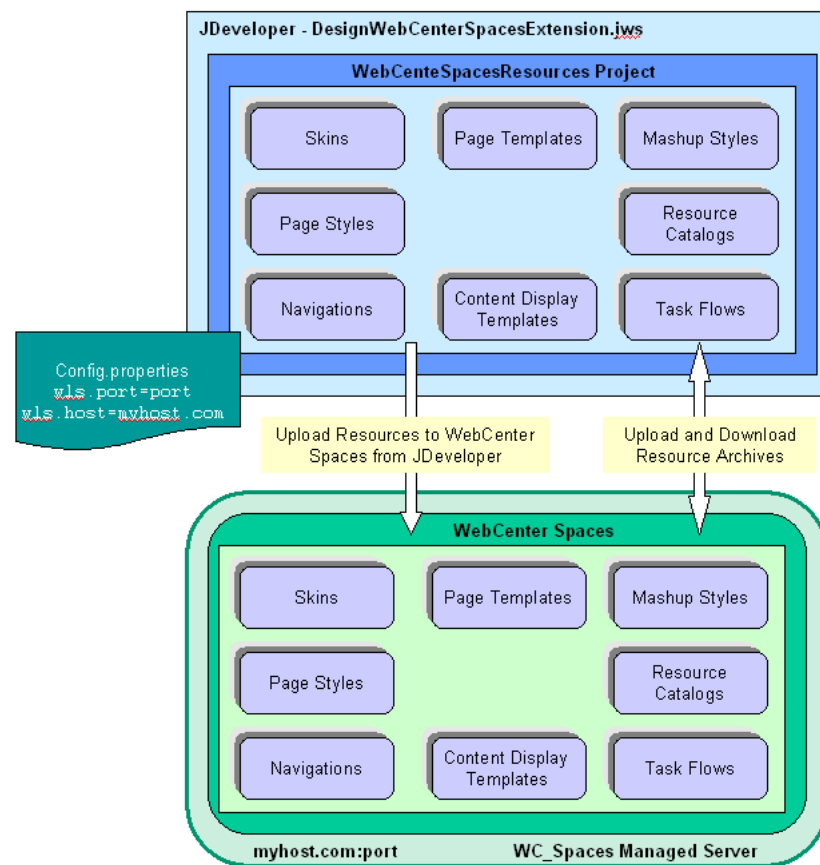 JDeveloper - DesignWebCenterSpacesExtension.jws
WebCenteSpacesResources Project
Skins
Page Templates
Mashup Styles
Page Styles
Resource
Catalogs
Navigations
Content Display
Templates
Task Flows
Config.properties
wls.port=port
wls.host=myhost.com
Upload Resources to WebCenter
Spaces from JDeveloper
Upload and Download
Resource Archives
WebCenter Spaces
Skins
Page Templates
Mashup Styles
Page Styles
Resource
Catalogs
Navigations
Content Display
Templates
Task Flows
myhost.com:port
WC_Spaces Managed Server